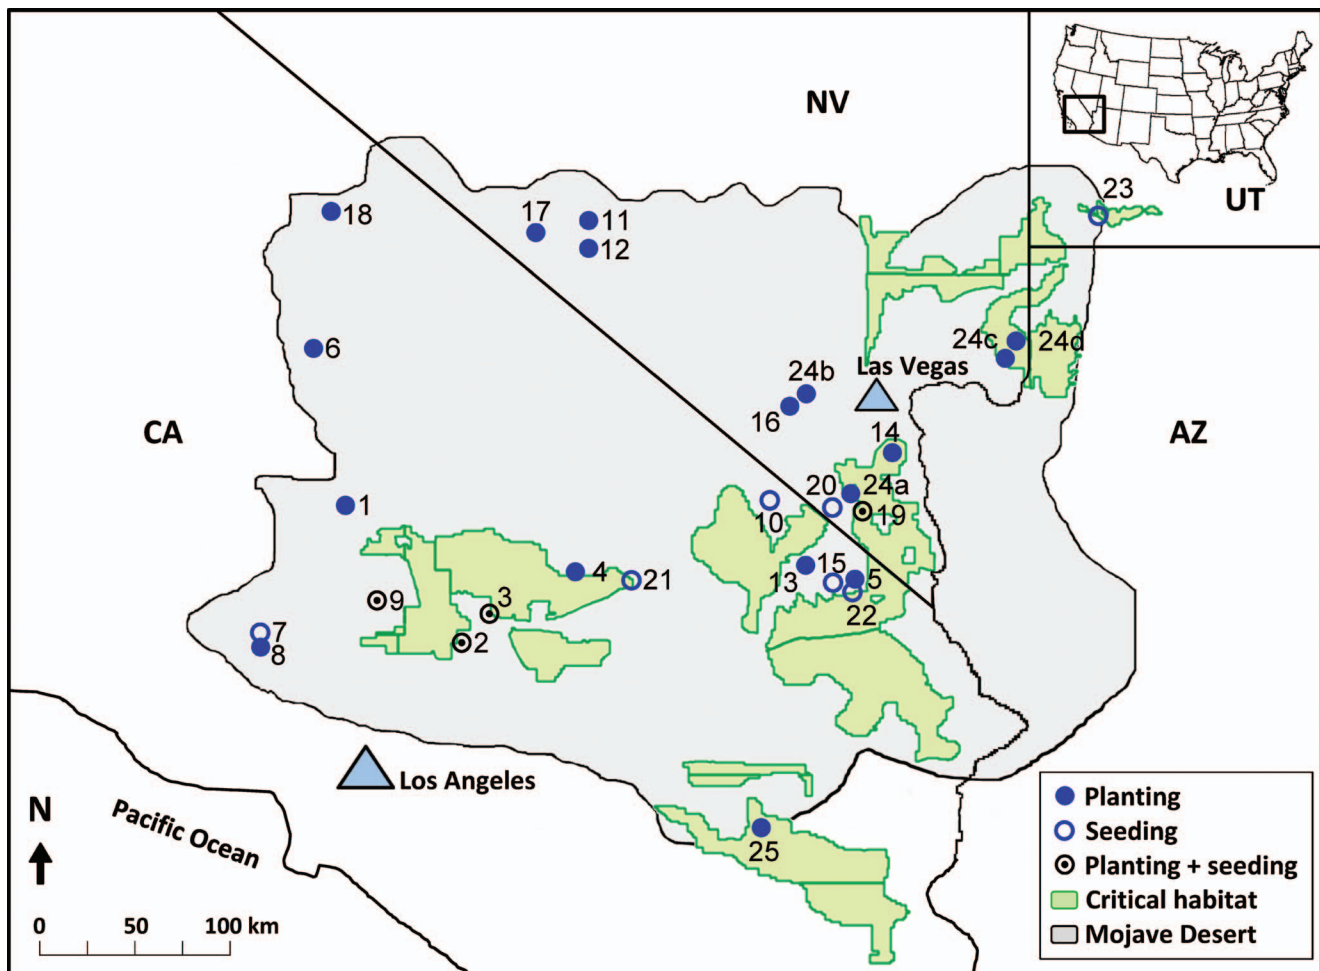 NV
UT
23
18
17
11
12
6
24c
24d
Las Vegas
24b
16
CA
AZ
14
1
20
24a
10
19
4
21
13
15
5
22
9
3
2
7
8
Los Angeles
Pacific Ocean
N
25
0 50 100 km
Planting
Seeding
Planting + seeding
Critical habitat
Mojave Desert